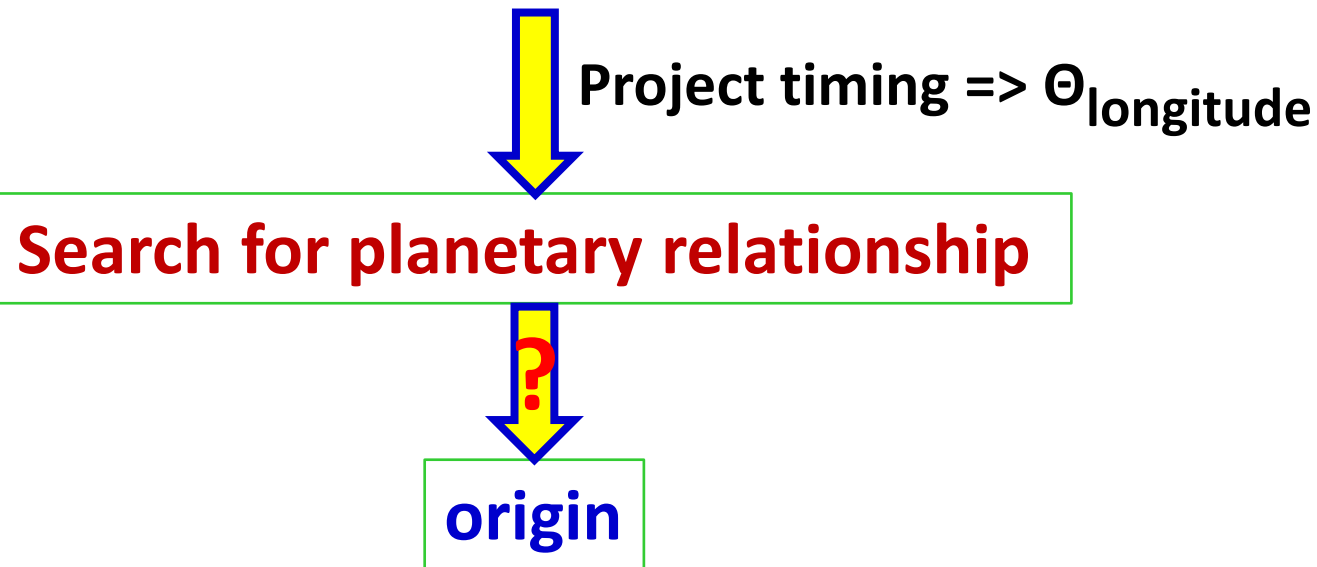 Project timing => Θlongitude
Search for planetary relationship
?
origin